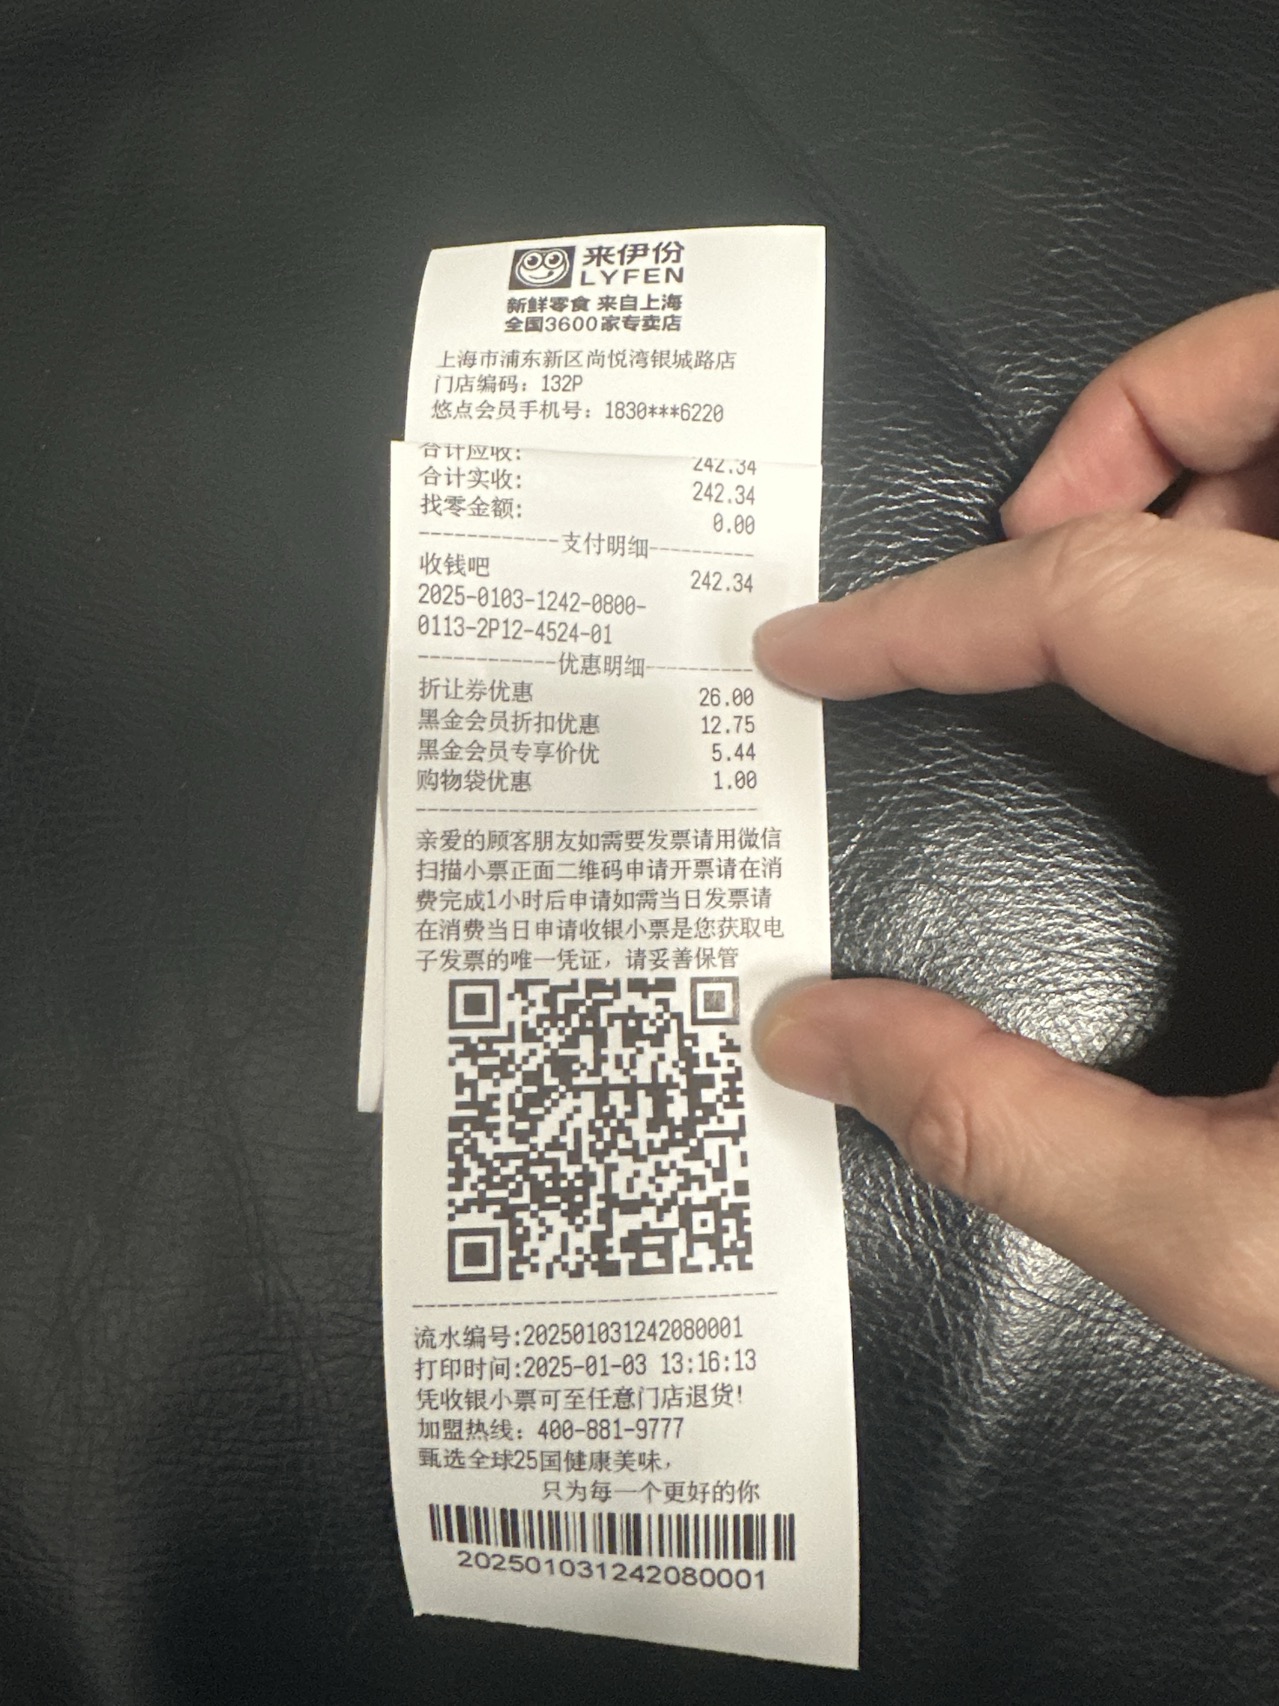 来伊份
LYFEN
新鲜零食 来自上海
全国3600家专卖店
上海市浦东新区尚悦湾银城路店
门店编码：132P
悠点会员手机号：1830***6220
合计应收: 242.34
合计实收: 242.34
找零金额: 0.00
------------支付明细------------
收钱吧 242.34
2025-0103-1242-0800-
0113-2P12-4524-01
------------优惠明细------------
折让券优惠 26.00
黑金会员折扣优惠 12.75
黑金会员专享价优 5.44
购物袋优惠 1.00
亲爱的顾客朋友如需要发票请用微信
扫描小票正面二维码申请开票请在消
费完成1小时后申请如需当日发票请
在消费当日申请收银小票是您获取电
子发票的唯一凭证，请妥善保管
流水编号:202501031242080001
打印时间:2025-01-03 13:16:13
凭收银小票可至任意门店退货!
加盟热线：400-881-9777
甄选全球25国健康美味，
只为每一个更好的你
202501031242080001